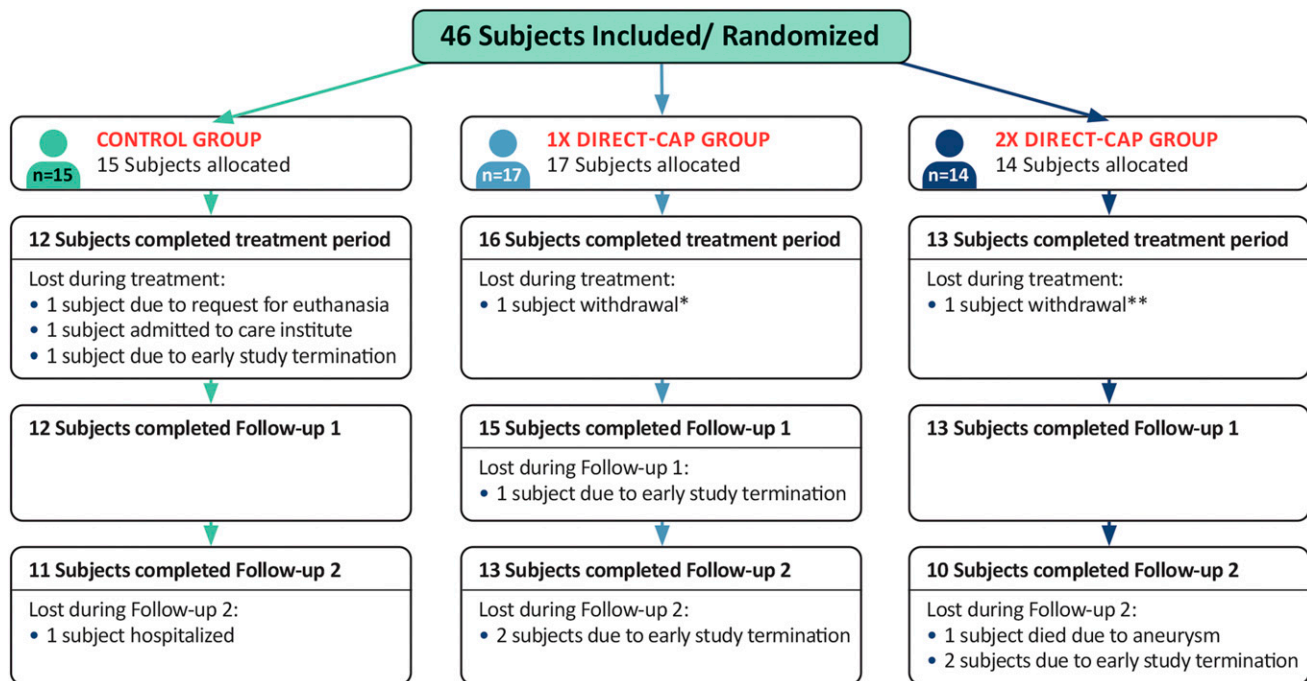 46 Subjects Included/ Randomized
CONTROL GROUP
15 Subjects allocated
n=15
1X DIRECT-CAP GROUP
17 Subjects allocated
n=17
2X DIRECT-CAP GROUP
14 Subjects allocated
n=14
12 Subjects completed treatment period
Lost during treatment:
• 1 subject due to request for euthanasia
• 1 subject admitted to care institute
• 1 subject due to early study termination
16 Subjects completed treatment period
Lost during treatment:
• 1 subject withdrawal*
13 Subjects completed treatment period
Lost during treatment:
• 1 subject withdrawal**
12 Subjects completed Follow-up 1
15 Subjects completed Follow-up 1
Lost during Follow-up 1:
• 1 subject due to early study termination
13 Subjects completed Follow-up 1
11 Subjects completed Follow-up 2
Lost during Follow-up 2:
• 1 subject hospitalized
13 Subjects completed Follow-up 2
Lost during Follow-up 2:
• 2 subjects due to early study termination
10 Subjects completed Follow-up 2
Lost during Follow-up 2:
• 1 subject died due to aneurysm
• 2 subjects due to early study termination